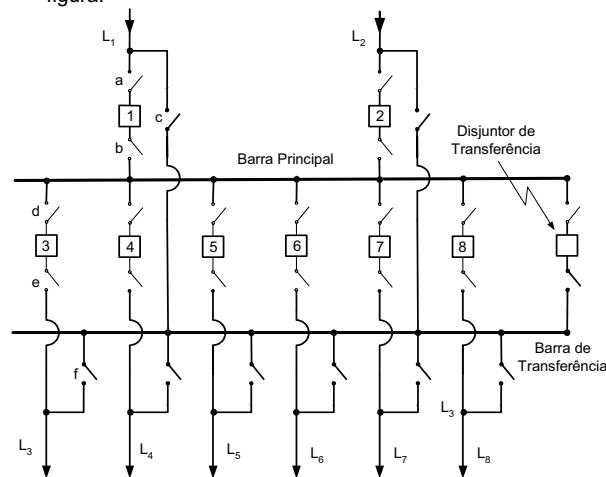 figura.
L1 L2
a
1 c 2
b
Disjuntor de
Transferência
Barra Principal
d
3 4 5 6 7 8
e
Barra de
Transferência
f
L3
L3 L4 L5 L6 L7 L8